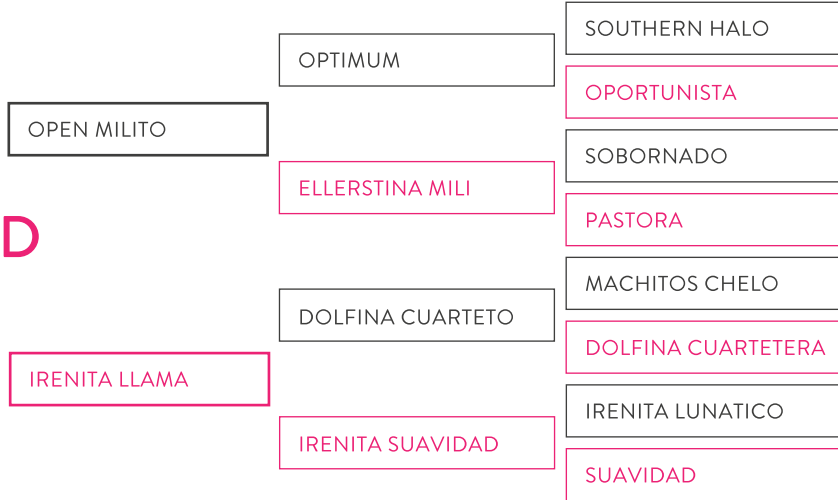 SOUTHERN HALO
OPTIMUM
OPORTUNISTA
OPEN MILITO
SOBORNADO
ELLERSTINA MILI
PASTORA
D
MACHITOS CHELO
DOLFINA CUARTETO
DOLFINA CUARTETERA
IRENITA LLAMA
IRENITA LUNATICO
IRENITA SUAVIDAD
SUAVIDAD